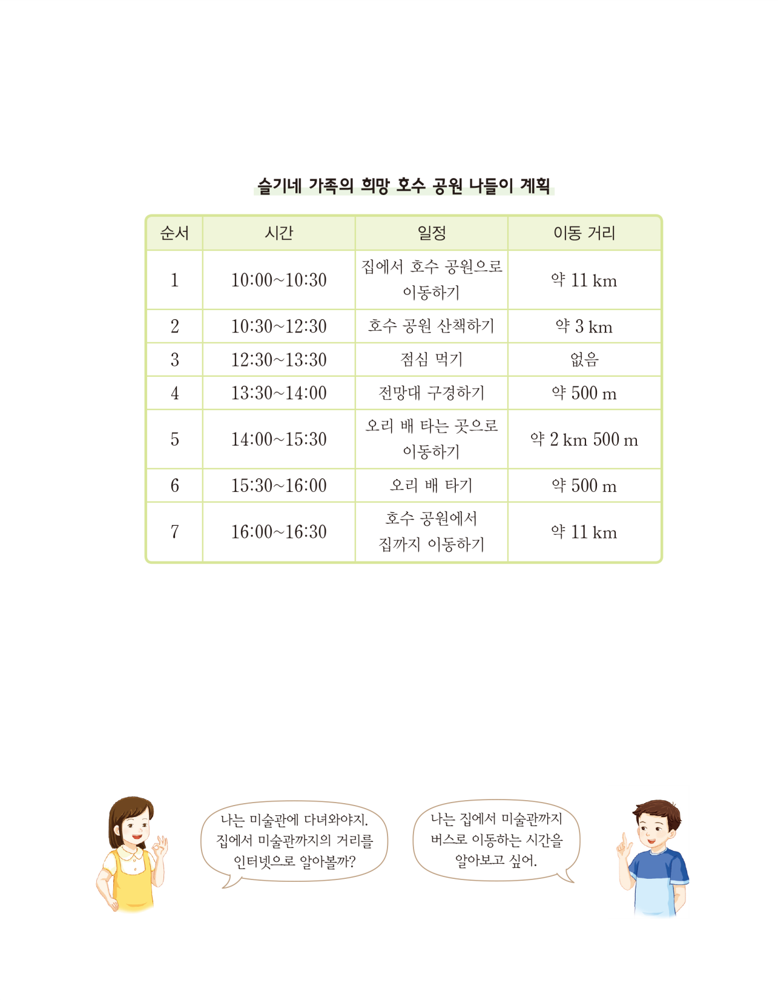 슬기네 가족의 희망 호수 공원 나들이 계획
순서 시간 일정 이동 거리
1 10:00~10:30 집에서 호수 공원으로 이동하기 약 11 km
2 10:30~12:30 호수 공원 산책하기 약 3 km
3 12:30~13:30 점심 먹기 없음
4 13:30~14:00 전망대 구경하기 약 500 m
5 14:00~15:30 오리 배 타는 곳으로 이동하기 약 2 km 500 m
6 15:30~16:00 오리 배 타기 약 500 m
7 16:00~16:30 호수 공원에서 집까지 이동하기 약 11 km
나는 미술관에 다녀와야지.
집에서 미술관까지의 거리를
인터넷으로 알아볼까?
나는 집에서 미술관까지
버스로 이동하는 시간을
알아보고 싶어.